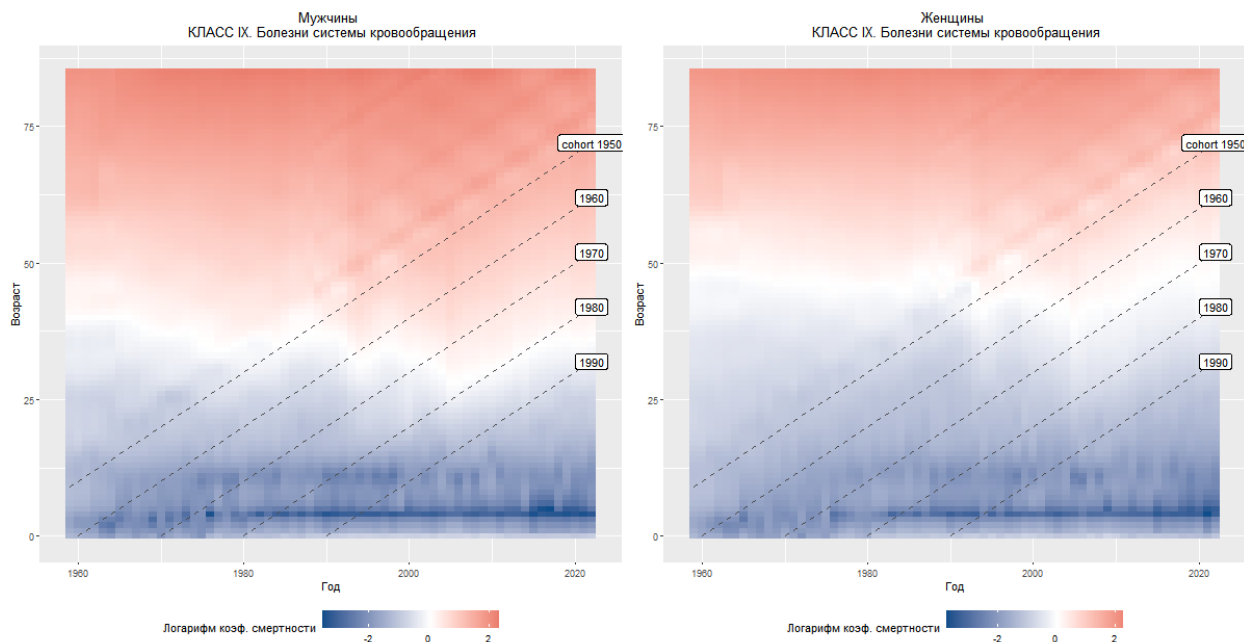 Мужчины
КЛАСС IX. Болезни системы кровообращения
Возраст
75
50
25
0
cohort 1950
1960
1970
1980
1990
1960
1980
2000
2020
Год
Логарифм коэф. смертности
-2
0
2
Женщины
КЛАСС IX. Болезни системы кровообращения
Возраст
75
50
25
0
cohort 1950
1960
1970
1980
1990
1960
1980
2000
2020
Год
Логарифм коэф. смертности
-2
0
2